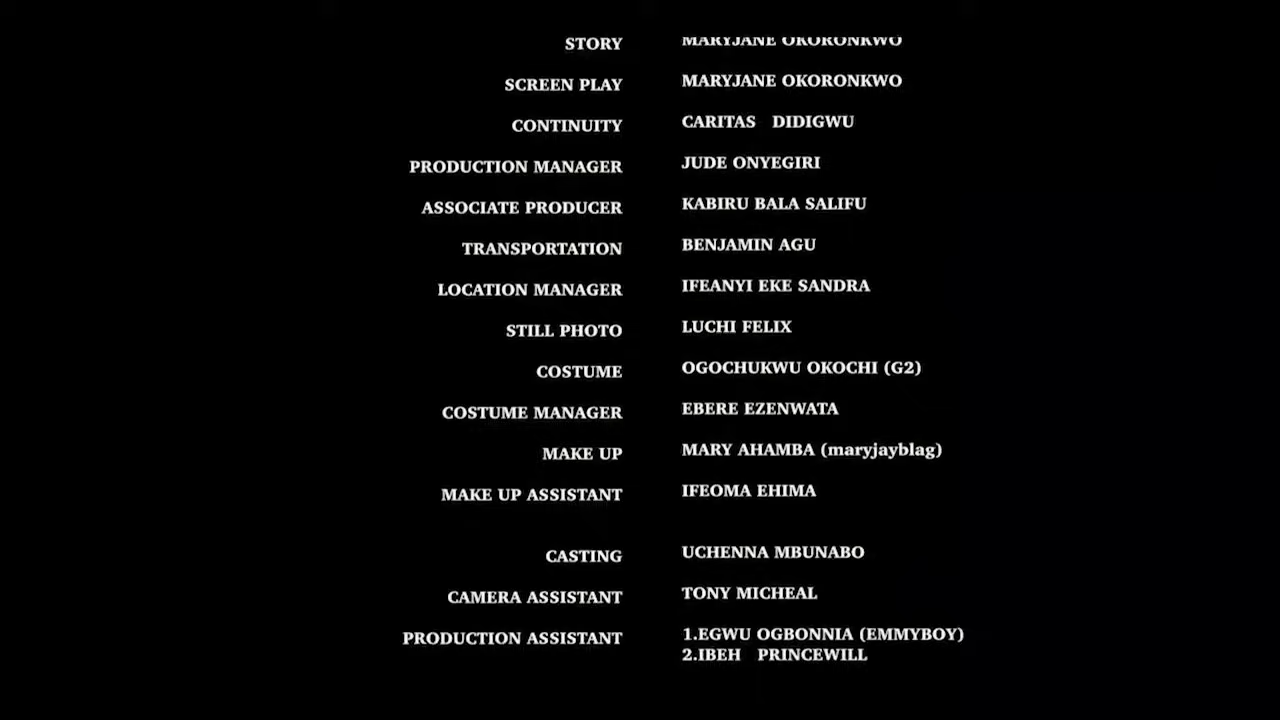 STORY MARYJANE OKORONKWO
SCREEN PLAY MARYJANE OKORONKWO
CONTINUITY CARITAS DIDIGWU
PRODUCTION MANAGER JUDE ONYEGIRI
ASSOCIATE PRODUCER KABIRU BALA SALIFU
TRANSPORTATION BENJAMIN AGU
LOCATION MANAGER IFEANYI EKE SANDRA
STILL PHOTO LUCHI FELIX
COSTUME OGOCHUKWU OKOCHI (G2)
COSTUME MANAGER EBERE EZENWATA
MAKE UP MARY AHAMBA (maryjayblag)
MAKE UP ASSISTANT IFEOMA EHIMA
CASTING UCHENNA MBUNABO
CAMERA ASSISTANT TONY MICHEAL
PRODUCTION ASSISTANT 1.EGWU OGBONNIA (EMMYBOY)
2.IBEH PRINCEWILL